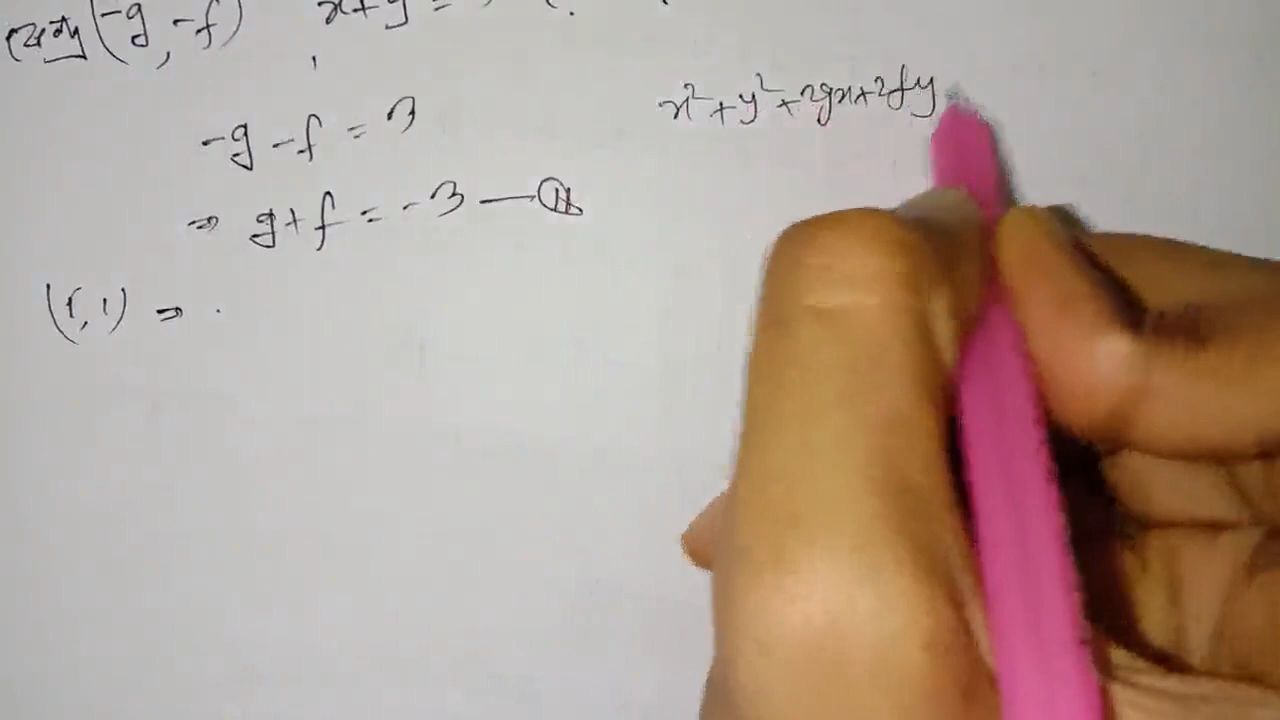 (-g, -f) , x+y =
-g - f = 3
⇒ g + f = -3 — (II)
(1, 1) ⇒
x² + y² + 2gx + 2fy